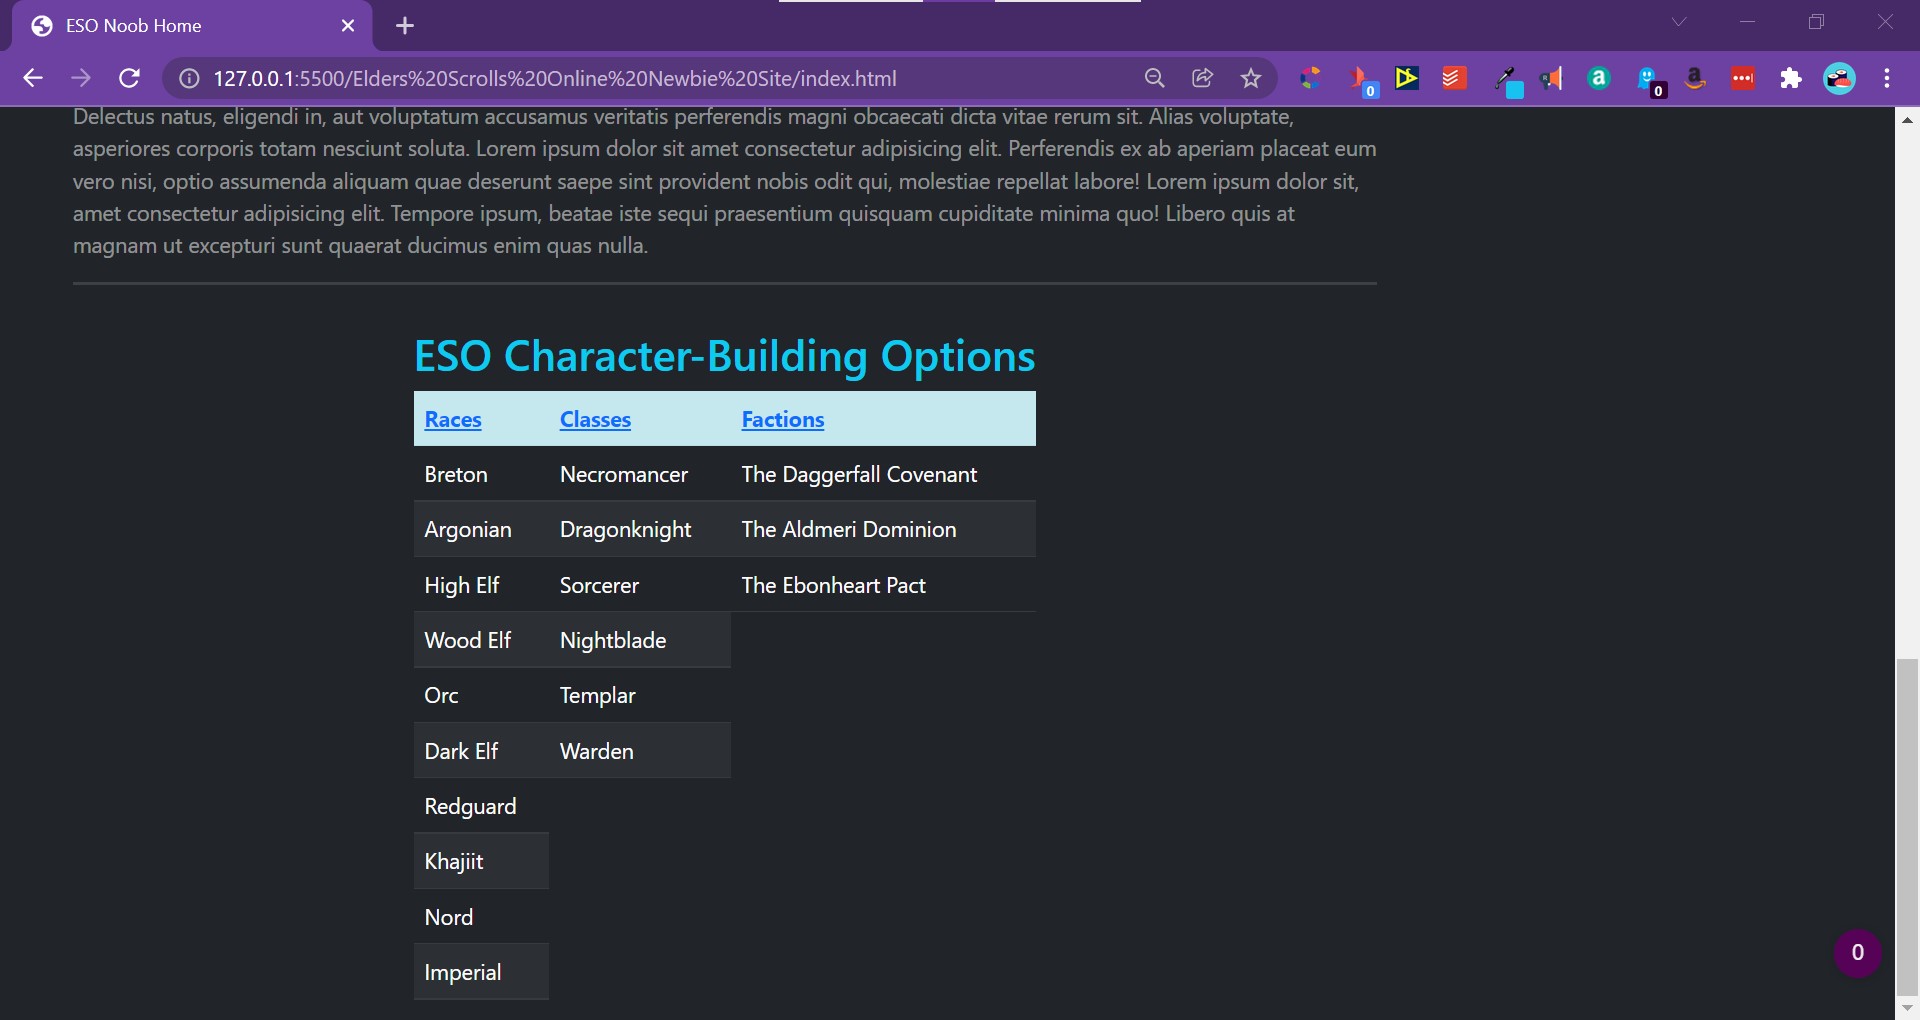 ESO Noob Home
127.0.0.1:5500/Elders%20Scrolls%20Online%20Newbie%20Site/index.html
0
0
Delectus natus, eligendi in, aut voluptatum accusamus veritatis perferendis magni obcaecati dicta vitae rerum sit. Alias voluptate,
asperiores corporis totam nesciunt soluta. Lorem ipsum dolor sit amet consectetur adipisicing elit. Perferendis ex ab aperiam placeat eum
vero nisi, optio assumenda aliquam quae deserunt saepe sint provident nobis odit qui, molestiae repellat labore! Lorem ipsum dolor sit,
amet consectetur adipisicing elit. Tempore ipsum, beatae iste sequi praesentium quisquam cupiditate minima quo! Libero quis at
magnam ut excepturi sunt quaerat ducimus enim quas nulla.
ESO Character-Building Options
Races Classes Factions
Breton Necromancer The Daggerfall Covenant
Argonian Dragonknight The Aldmeri Dominion
High Elf Sorcerer The Ebonheart Pact
Wood Elf Nightblade
Orc Templar
Dark Elf Warden
Redguard
Khajiit
Nord
Imperial
0